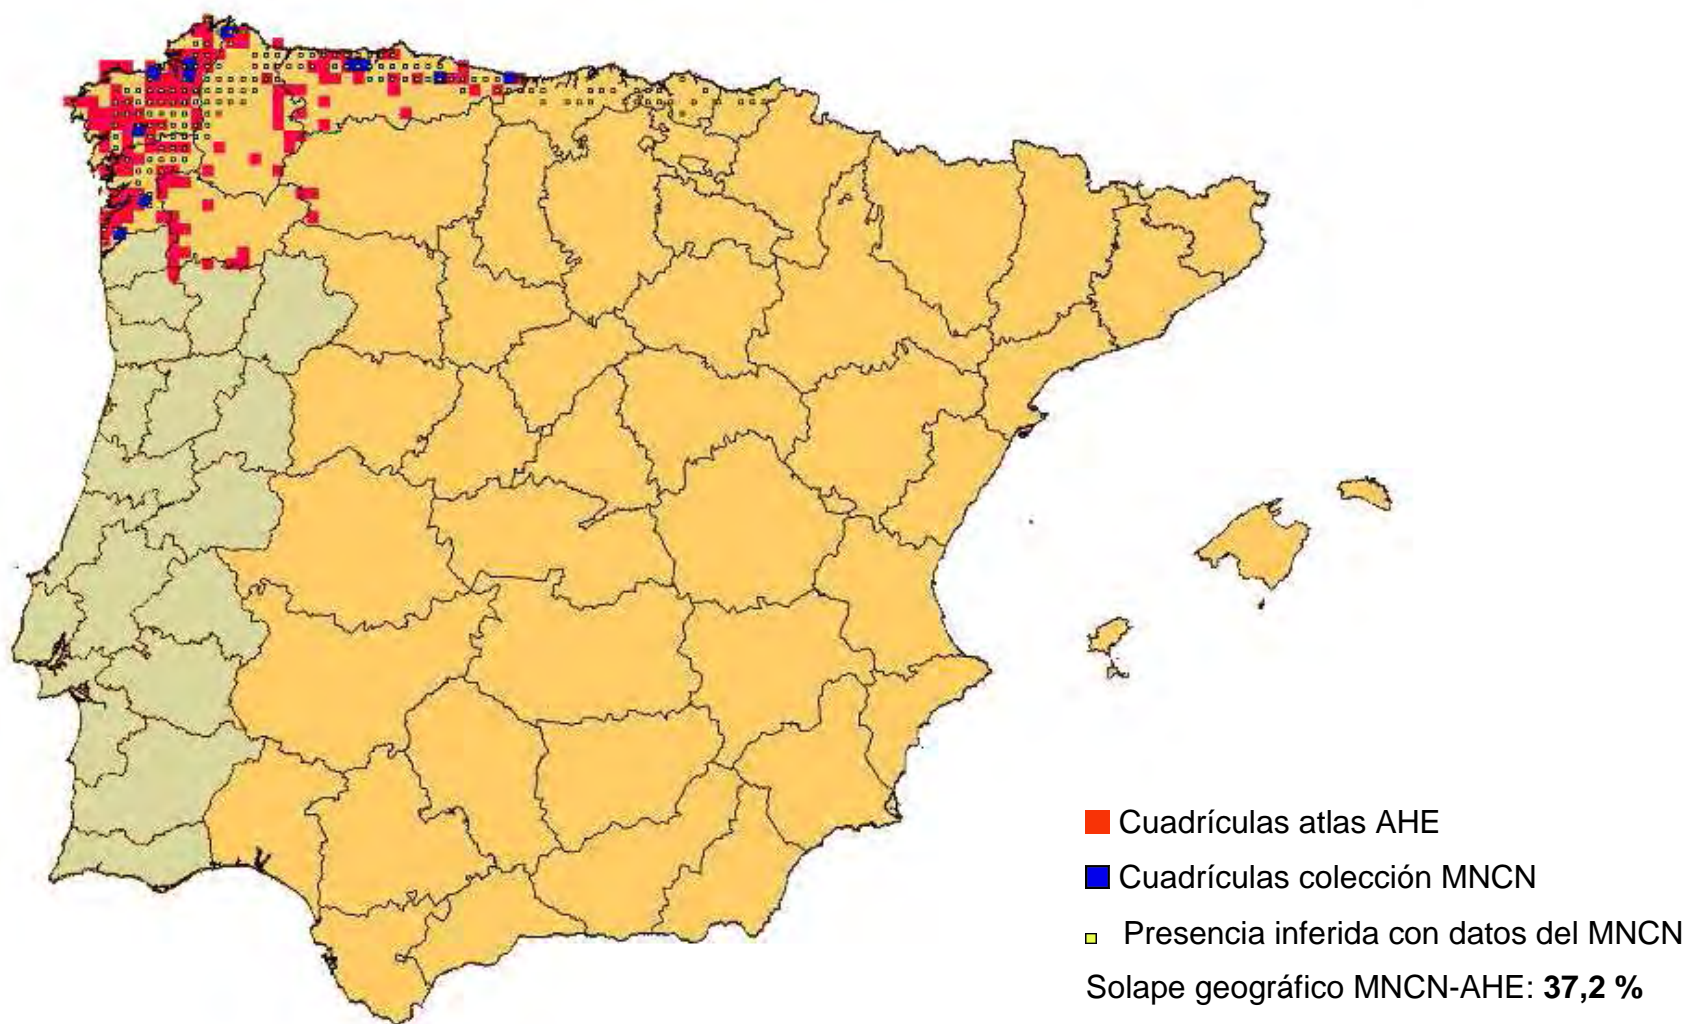 Cuadrículas atlas AHE
Cuadrículas colección MNCN
Presencia inferida con datos del MNCN
Solape geográfico MNCN-AHE: 37,2 %